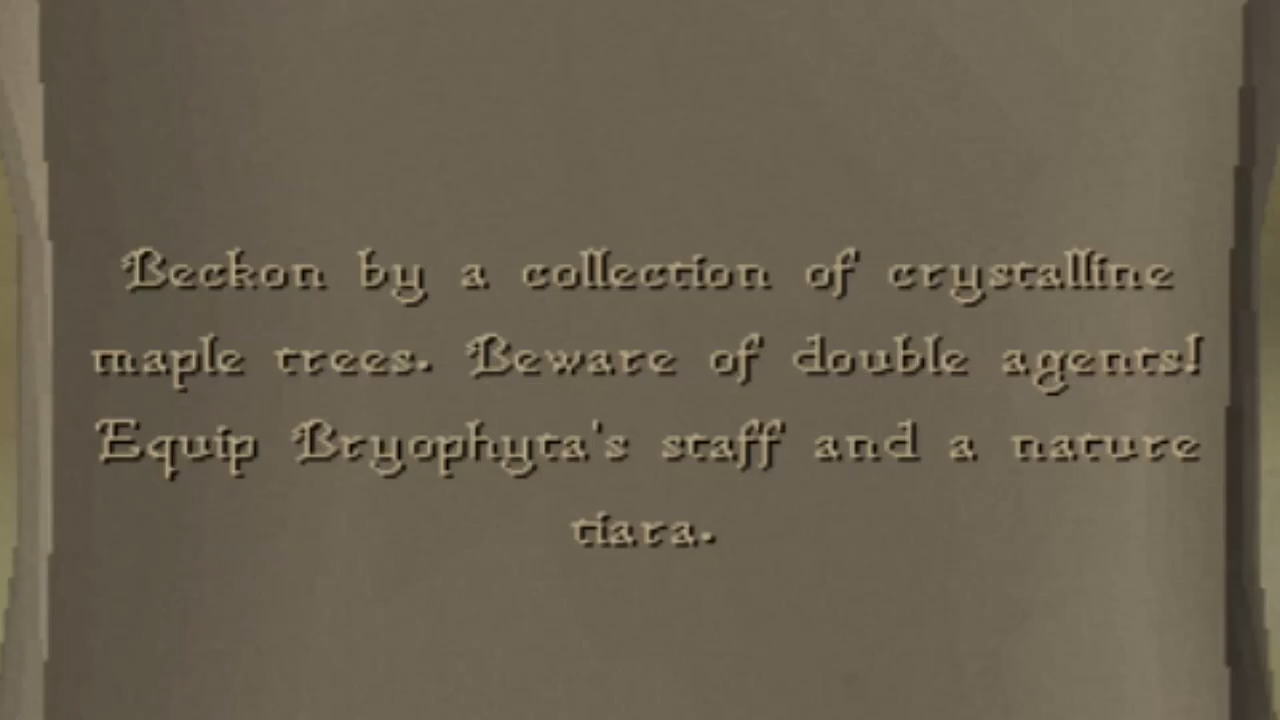 Beckon by a collection of crystalline
maple trees. Beware of double agents!
Equip Bryophyta's staff and a nature
tiara.